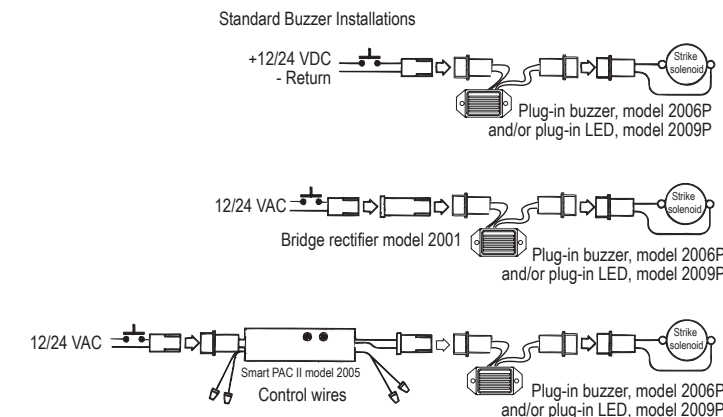 Standard Buzzer Installations
+12/24 VDC
- Return
Strike
solenoid
Plug-in buzzer, model 2006P
and/or plug-in LED, model 2009P
12/24 VAC
Bridge rectifier model 2001
Strike
solenoid
Plug-in buzzer, model 2006P
and/or plug-in LED, model 2009P
12/24 VAC
Smart PAC II model 2005
Control wires
Strike
solenoid
Plug-in buzzer, model 2006P
and/or plug-in LED, model 2009P